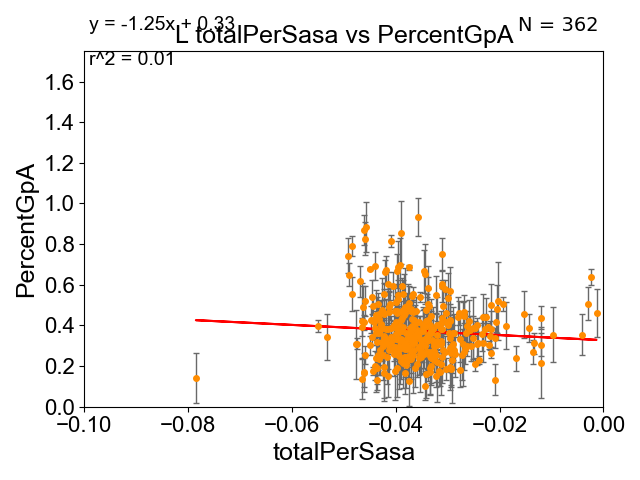 y = -1.25x + 0.33
N = 362
L totalPerSasa vs PercentGpA
r^2 = 0.01
PercentGpA
1.6
1.4
1.2
1.0
0.8
0.6
0.4
0.2
0.0
−0.10 −0.08 −0.06 −0.04 −0.02 0.00
totalPerSasa